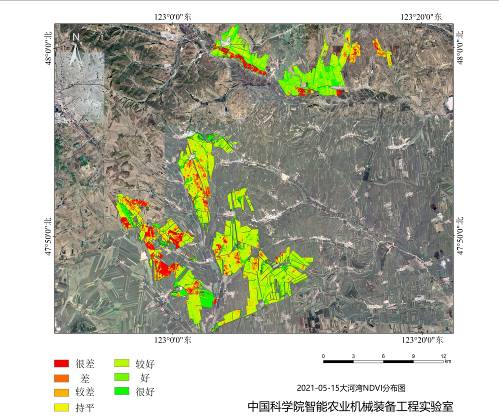 123°0'0"东 123°20'0"东
48°0'0"北 48°0'0"北
N
47°50'0"北 47°50'0"北
123°0'0"东 123°20'0"东
很差 较好
差 好
较差 很好
持平
0 3 6 9 12
km
2021-05-15大河湾NDVI分布图
中国科学院智能农业机械装备工程实验室